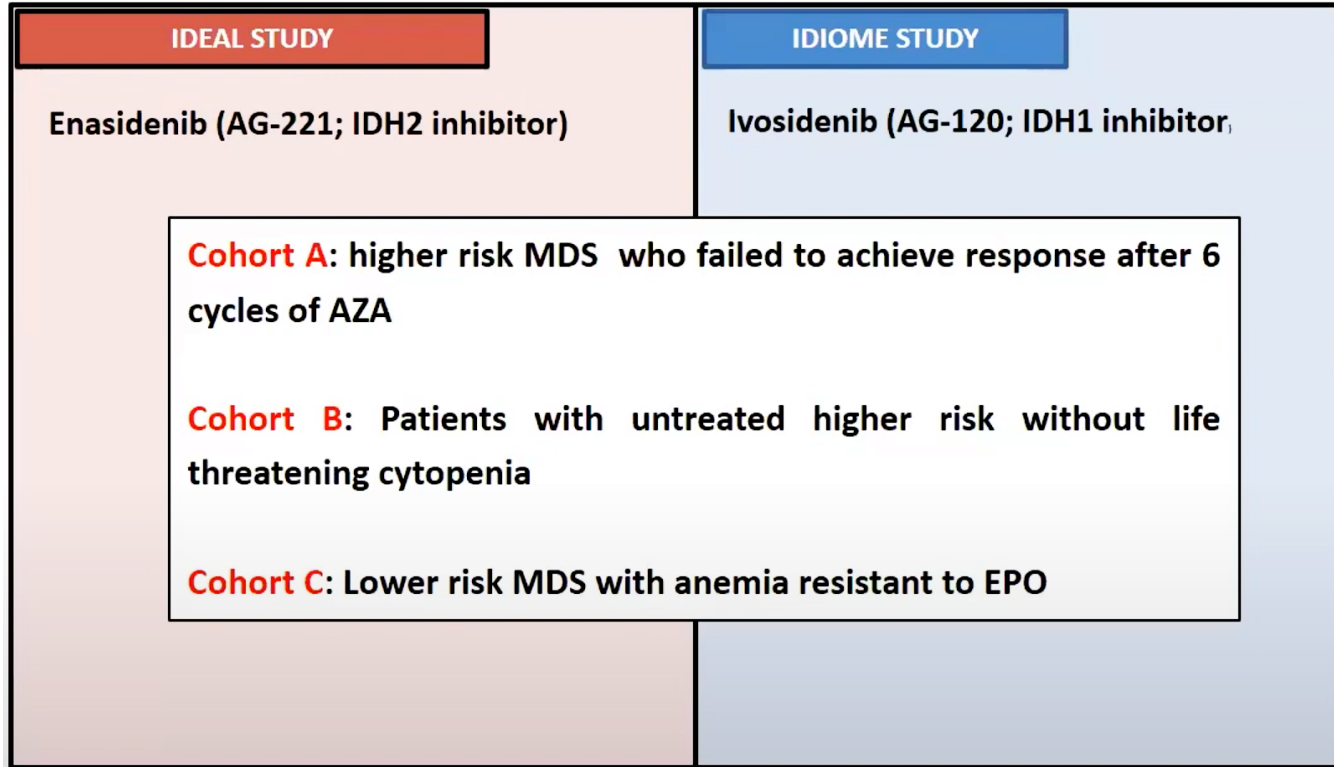 IDEAL STUDY
Enasidenib (AG-221; IDH2 inhibitor)
IDIOME STUDY
Ivosidenib (AG-120; IDH1 inhibitor)
Cohort A: higher risk MDS who failed to achieve response after 6
cycles of AZA
Cohort B: Patients with untreated higher risk without life
threatening cytopenia
Cohort C: Lower risk MDS with anemia resistant to EPO